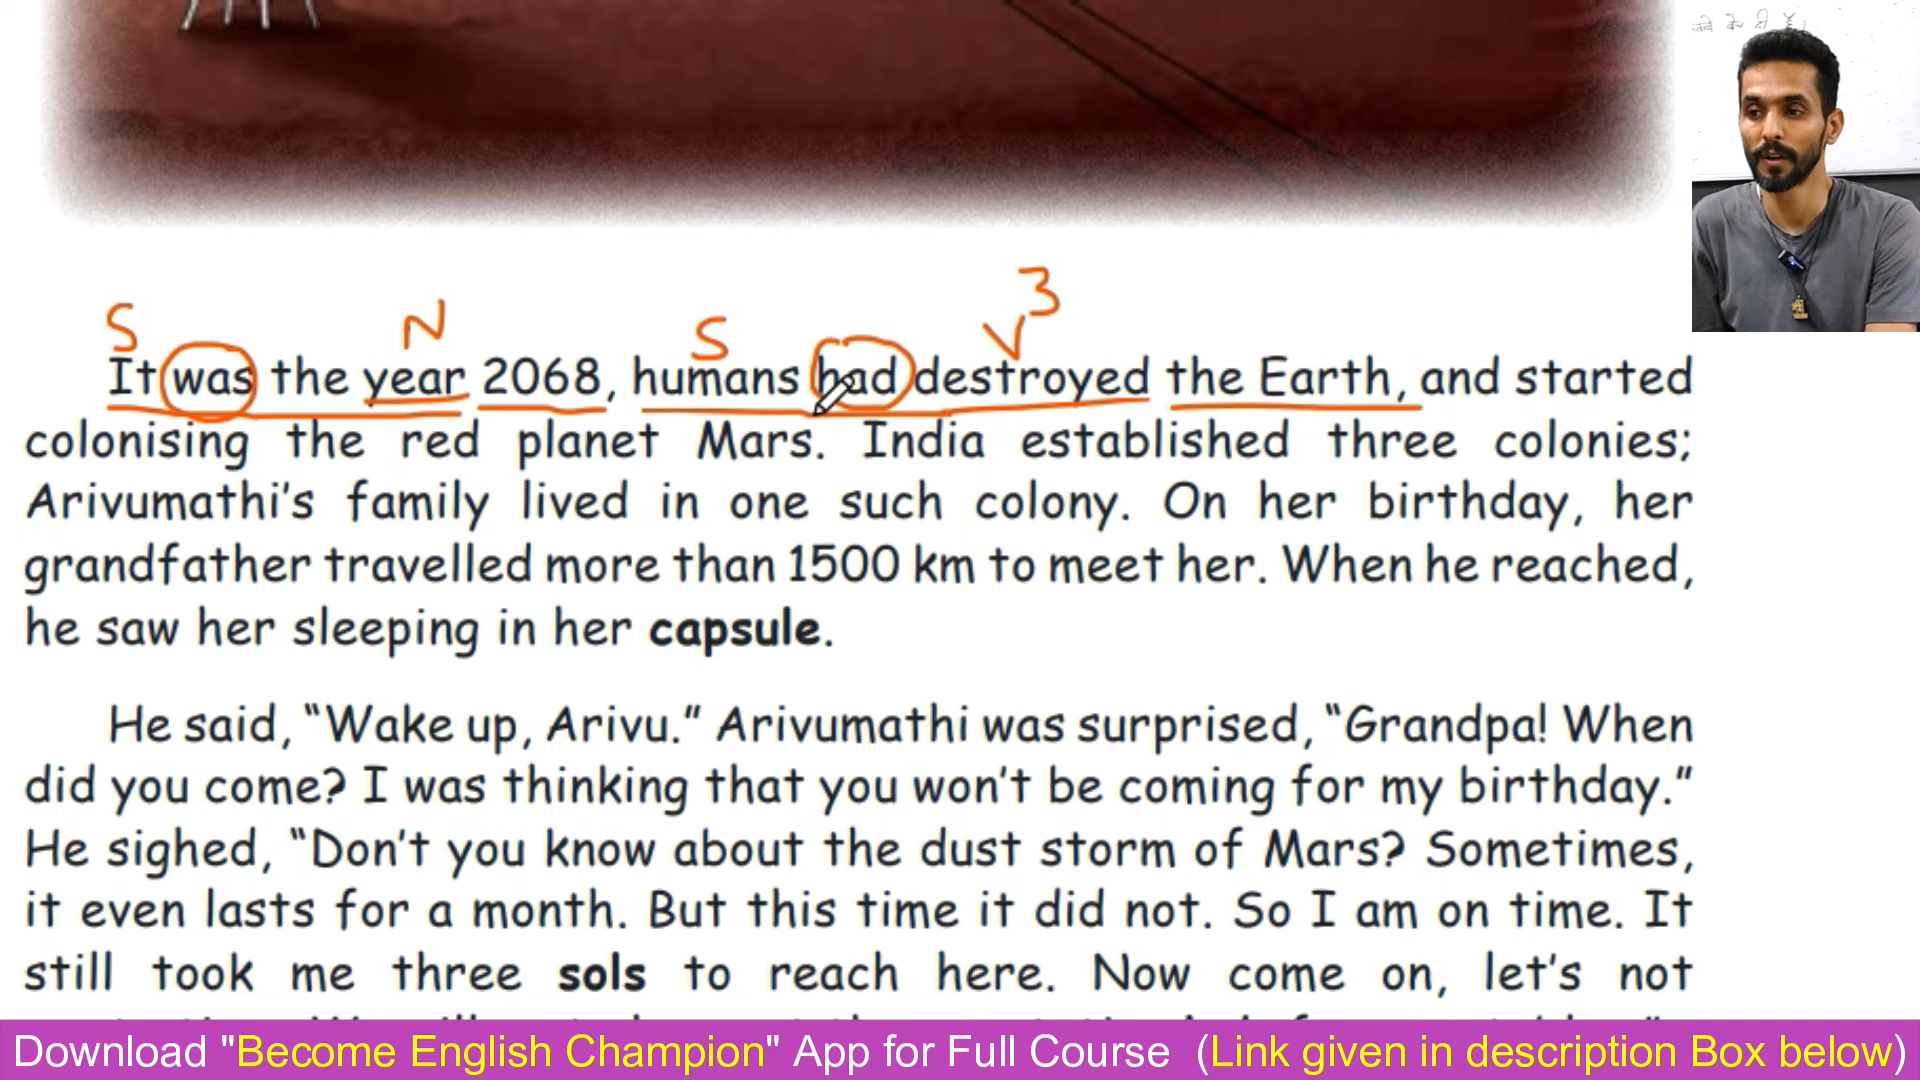 S N S V 3
It was the year 2068, humans had destroyed the Earth, and started
colonising the red planet Mars. India established three colonies;
Arivumathi's family lived in one such colony. On her birthday, her
grandfather travelled more than 1500 km to meet her. When he reached,
he saw her sleeping in her capsule.
He said, “Wake up, Arivu.” Arivumathi was surprised, “Grandpa! When
did you come? I was thinking that you won't be coming for my birthday.”
He sighed, “Don't you know about the dust storm of Mars? Sometimes,
it even lasts for a month. But this time it did not. So I am on time. It
still took me three sols to reach here. Now come on, let's not
Download "Become English Champion" App for Full Course (Link given in description Box below)